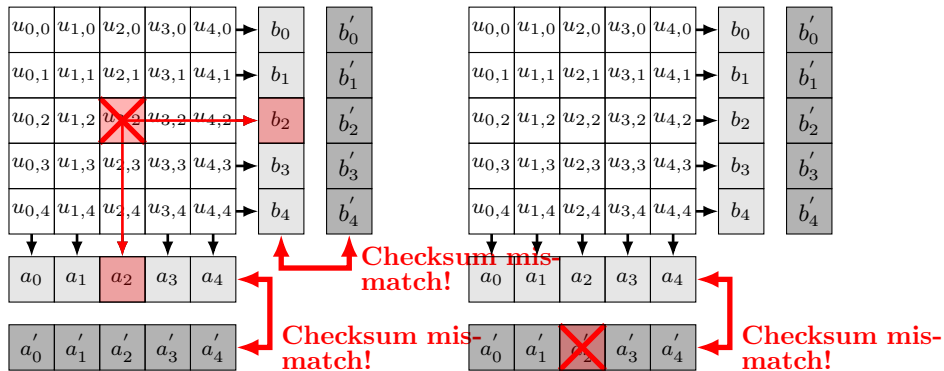 u0,0 u1,0 u2,0 u3,0 u4,0 b0 b'0 u0,0 u1,0 u2,0 u3,0 u4,0 b0 b'0
u0,1 u1,1 u2,1 u3,1 u4,1 b1 b'1 u0,1 u1,1 u2,1 u3,1 u4,1 b1 b'1
u0,2 u1,2 u3,2 u4,2 b2 b'2 u0,2 u1,2 u2,2 u3,2 u4,2 b2 b'2
u0,3 u1,3 u2,3 u3,3 u4,3 b3 b'3 u0,3 u1,3 u2,3 u3,3 u4,3 b3 b'3
u0,4 u1,4 u2,4 u3,4 u4,4 b4 b'4 u0,4 u1,4 u2,4 u3,4 u4,4 b4 b'4
Checksum mis-
match!
a0 a1 a2 a3 a4 a0 a1 a2 a3 a4
Checksum mis-
match!
a'0 a'1 a'2 a'3 a'4 a'0 a'1 a'2 a'3 a'4
Checksum mis-
match!